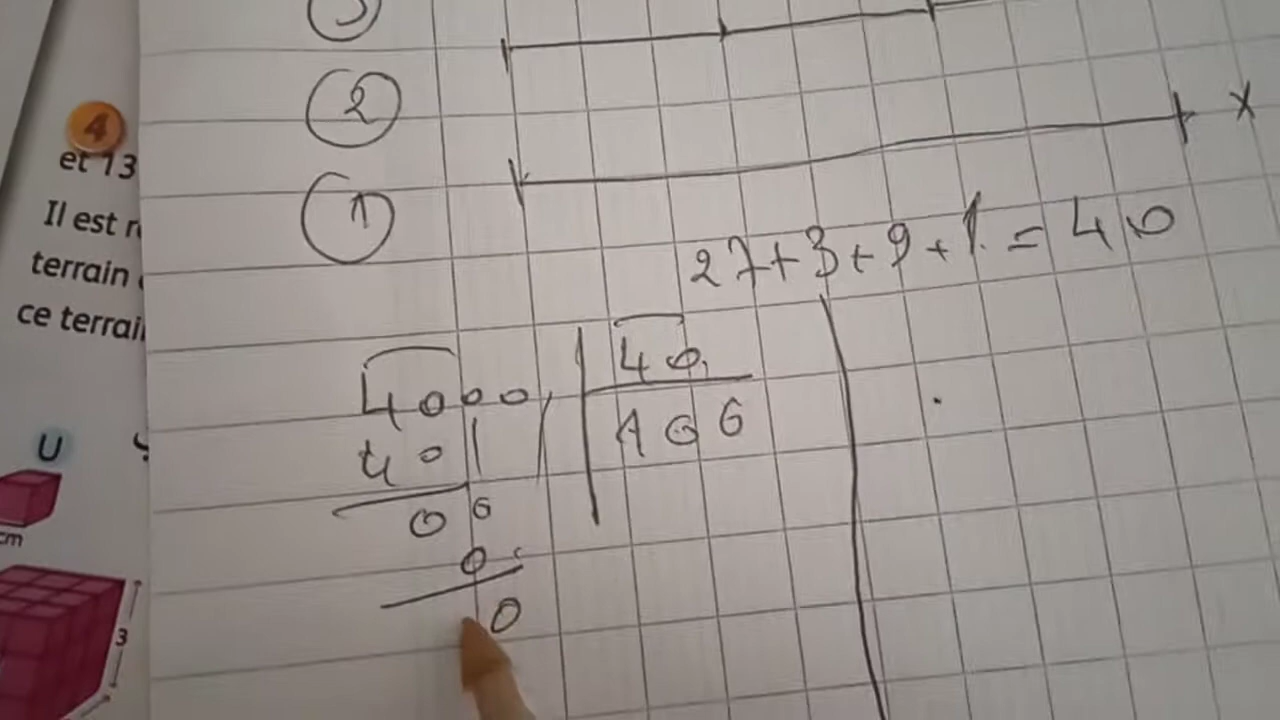 3
2
x
1
27+3+9+1=40
4000 40
40 100
00
0
0
4
et 13
Il est
terrain
ce terrai
U
cm
3